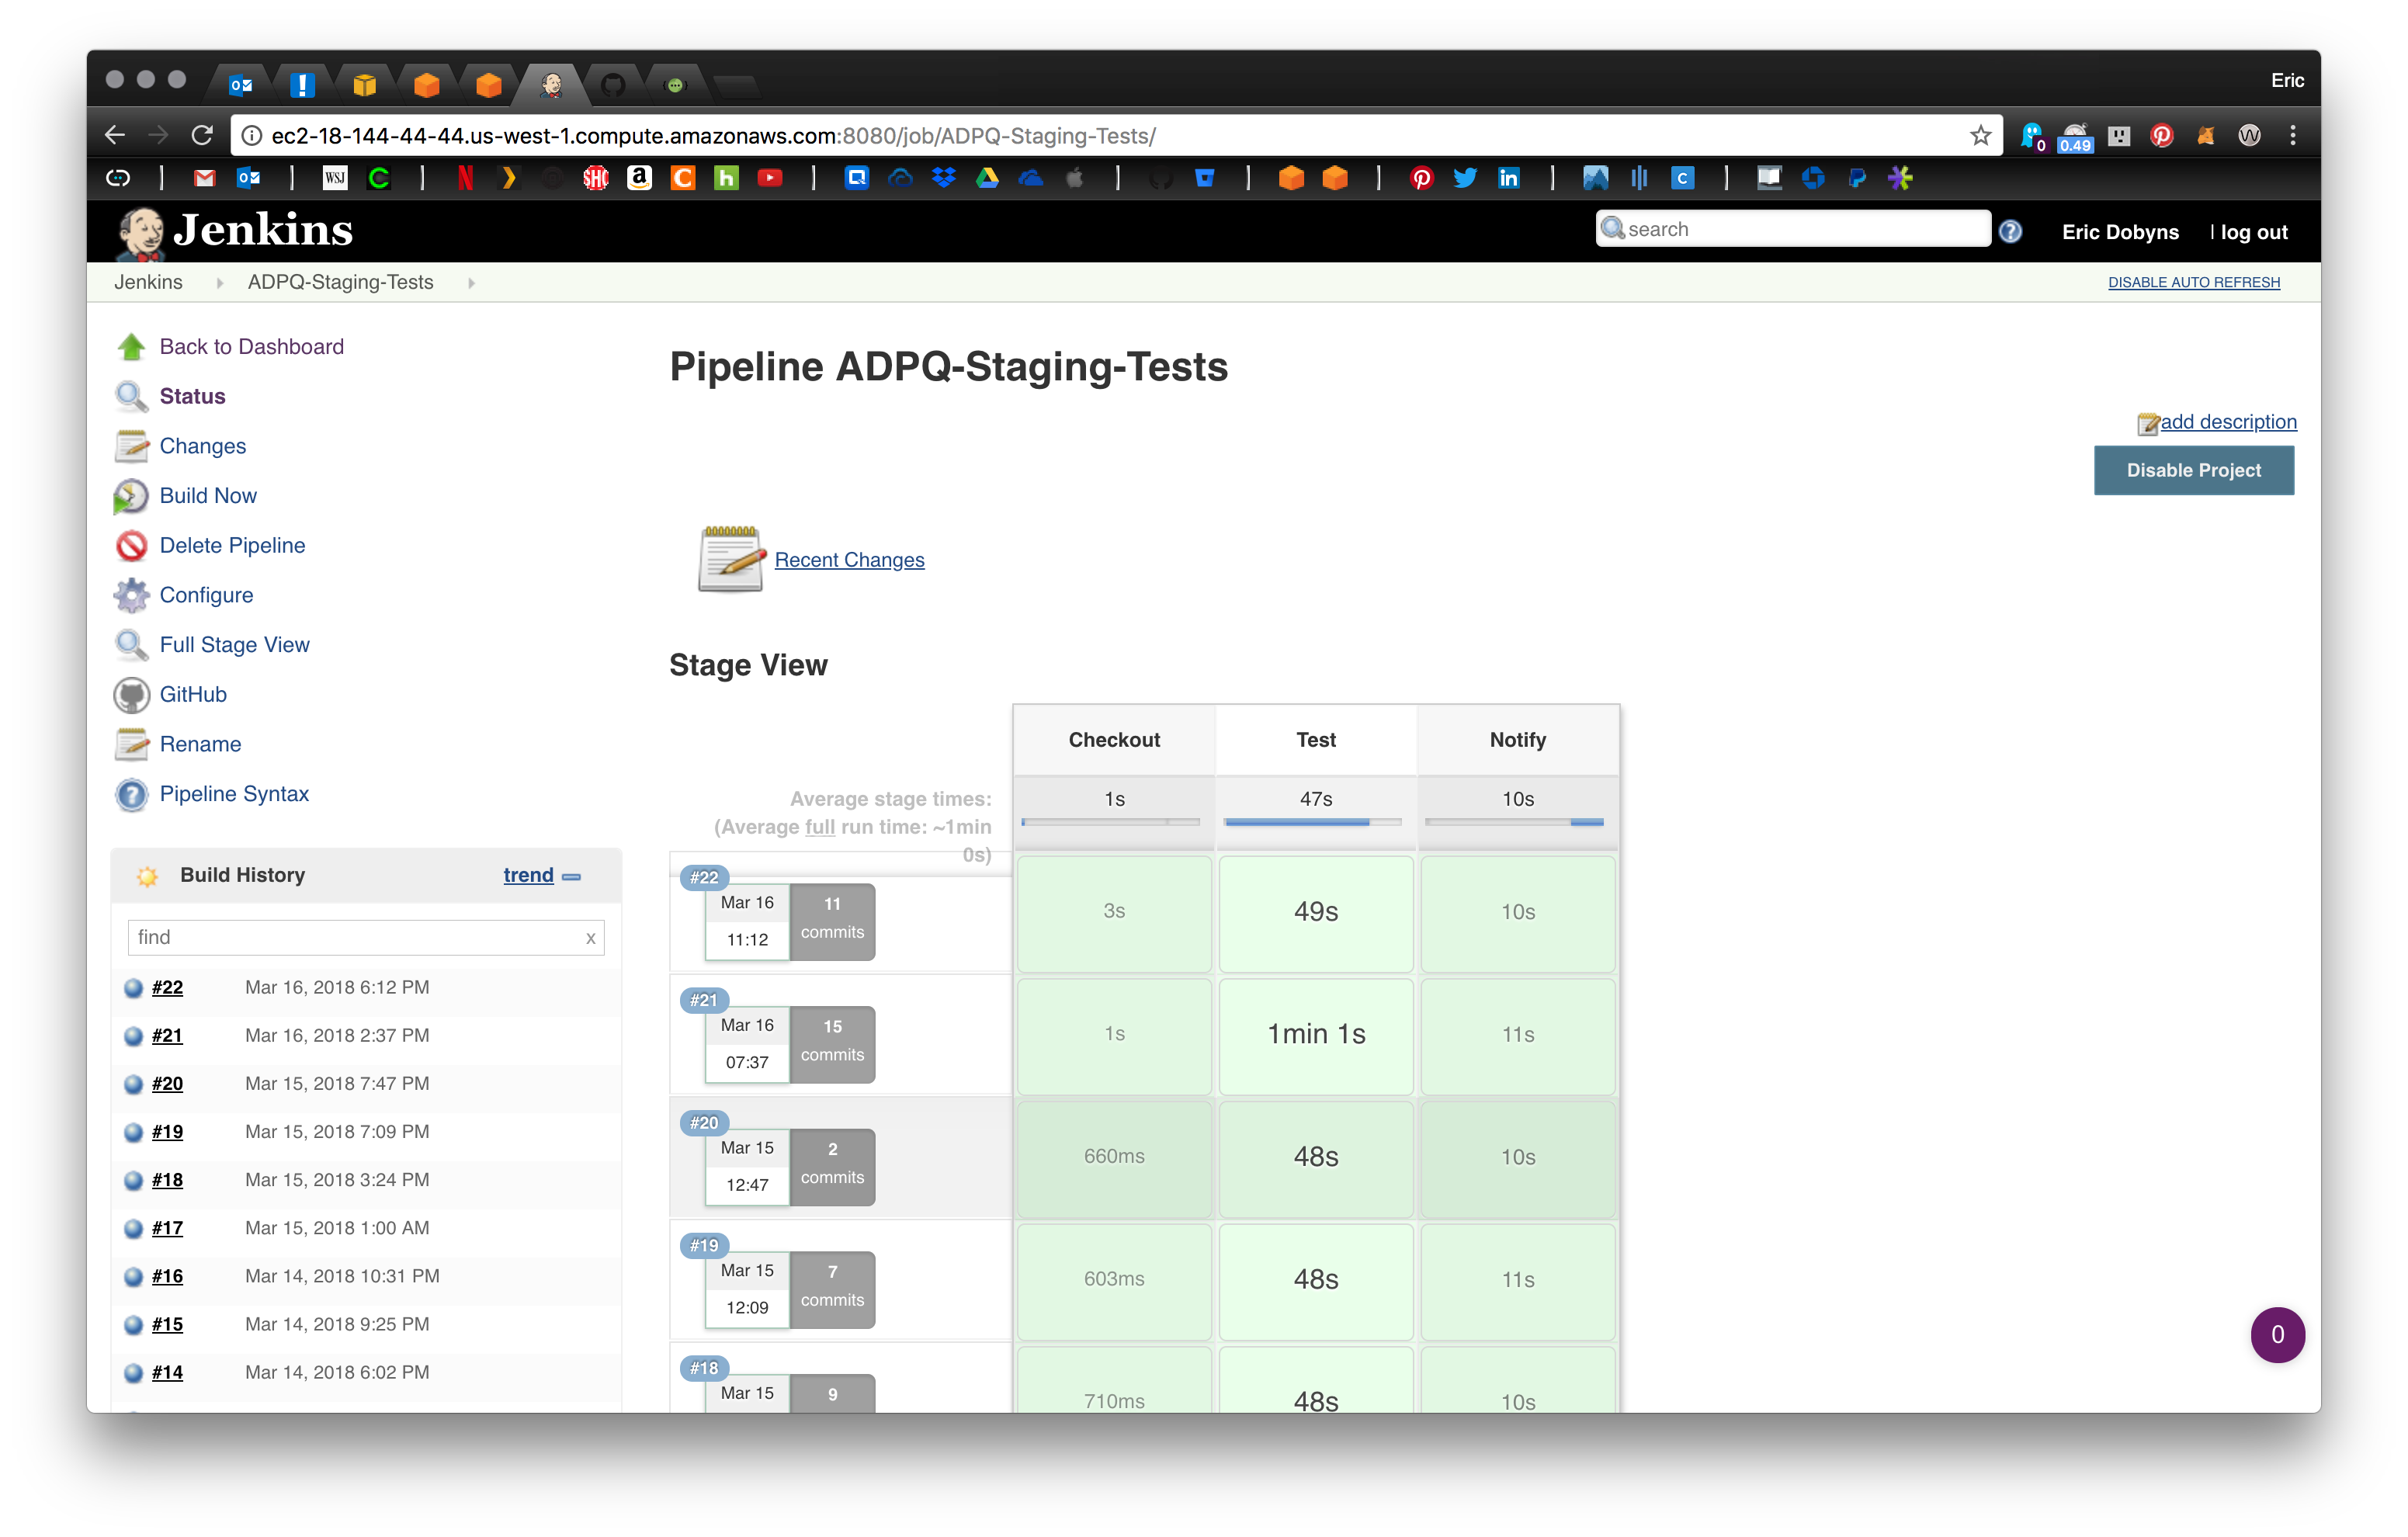 Eric
ec2-18-144-44-44.us-west-1.compute.amazonaws.com:8080/job/ADPQ-Staging-Tests/
0
0.49
WSJ
SHC
Jenkins
search
Eric Dobyns
| log out
Jenkins
ADPQ-Staging-Tests
DISABLE AUTO REFRESH
Back to Dashboard
Status
Changes
Build Now
Delete Pipeline
Configure
Full Stage View
GitHub
Rename
Pipeline Syntax
Build History
trend
find
x
#22 Mar 16, 2018 6:12 PM
#21 Mar 16, 2018 2:37 PM
#20 Mar 15, 2018 7:47 PM
#19 Mar 15, 2018 7:09 PM
#18 Mar 15, 2018 3:24 PM
#17 Mar 15, 2018 1:00 AM
#16 Mar 14, 2018 10:31 PM
#15 Mar 14, 2018 9:25 PM
#14 Mar 14, 2018 6:02 PM
Pipeline ADPQ-Staging-Tests
add description
Disable Project
Recent Changes
Stage View
Checkout Test Notify
Average stage times:
(Average full run time: ~1min
0s)
1s 47s 10s
#22
Mar 16
11:12
11
commits
3s 49s 10s
#21
Mar 16
07:37
15
commits
1s 1min 1s 11s
#20
Mar 15
12:47
2
commits
660ms 48s 10s
#19
Mar 15
12:09
7
commits
603ms 48s 11s
#18
Mar 15
9
710ms 48s 10s
0